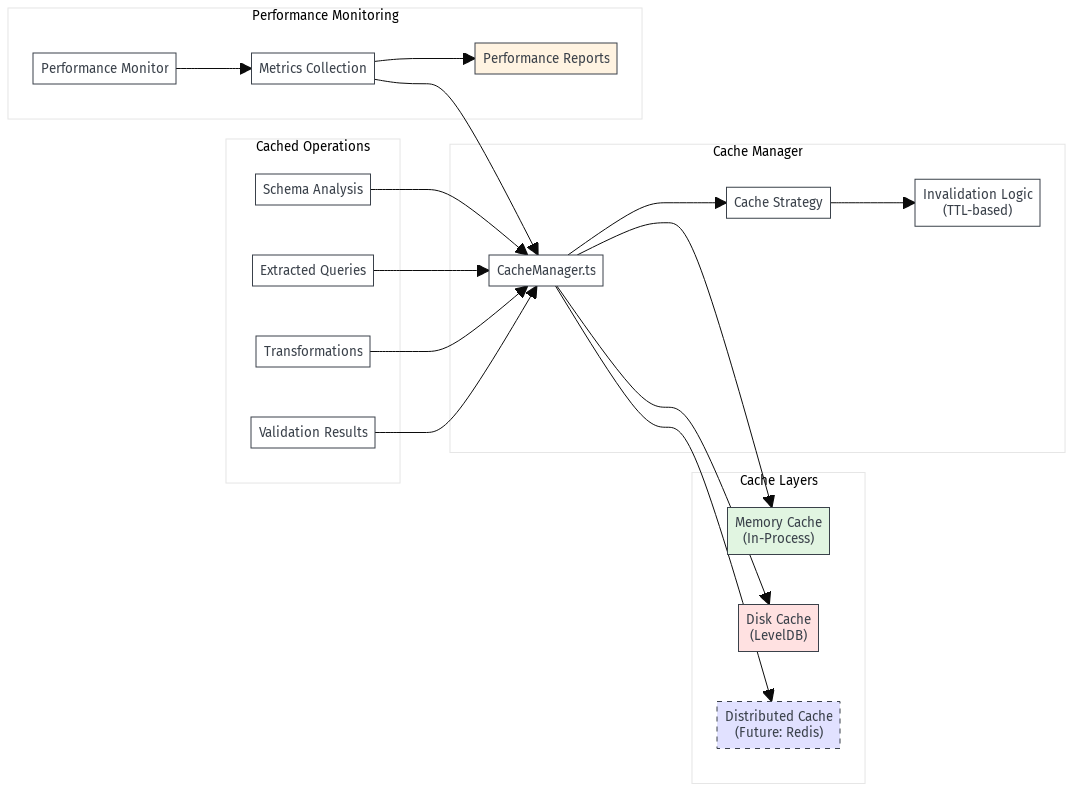 Performance Monitoring
Performance Monitor
Metrics Collection
Performance Reports
Cached Operations
Schema Analysis
Extracted Queries
Transformations
Validation Results
Cache Manager
CacheManager.ts
Cache Strategy
Invalidation Logic
(TTL-based)
Cache Layers
Memory Cache
(In-Process)
Disk Cache
(LevelDB)
Distributed Cache
(Future: Redis)